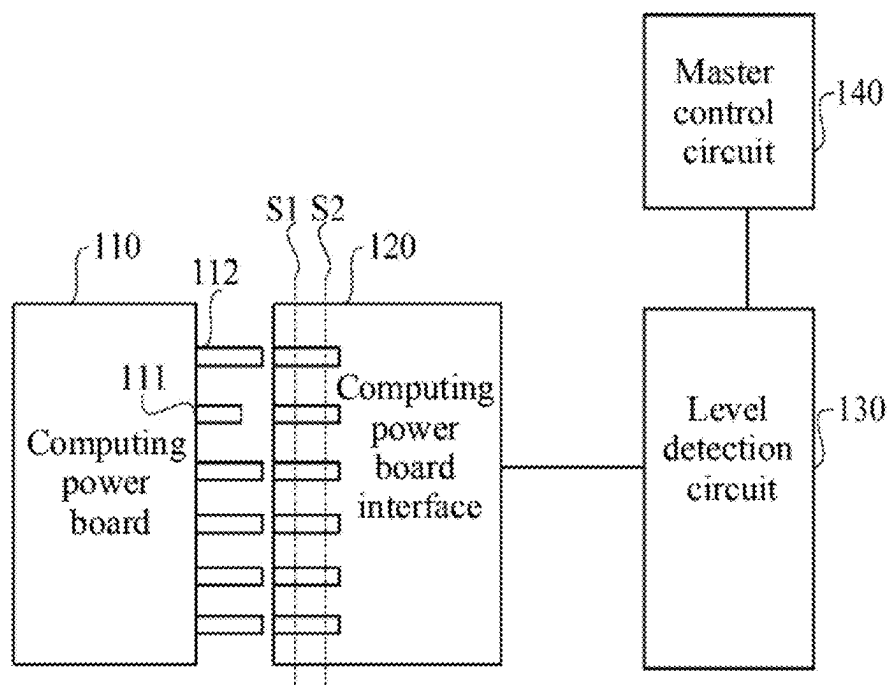 Master
control
circuit
140
S1 S2
110
112
120
111
Computing
power
board
Computing
power
board
interface
Level
detection
circuit
130